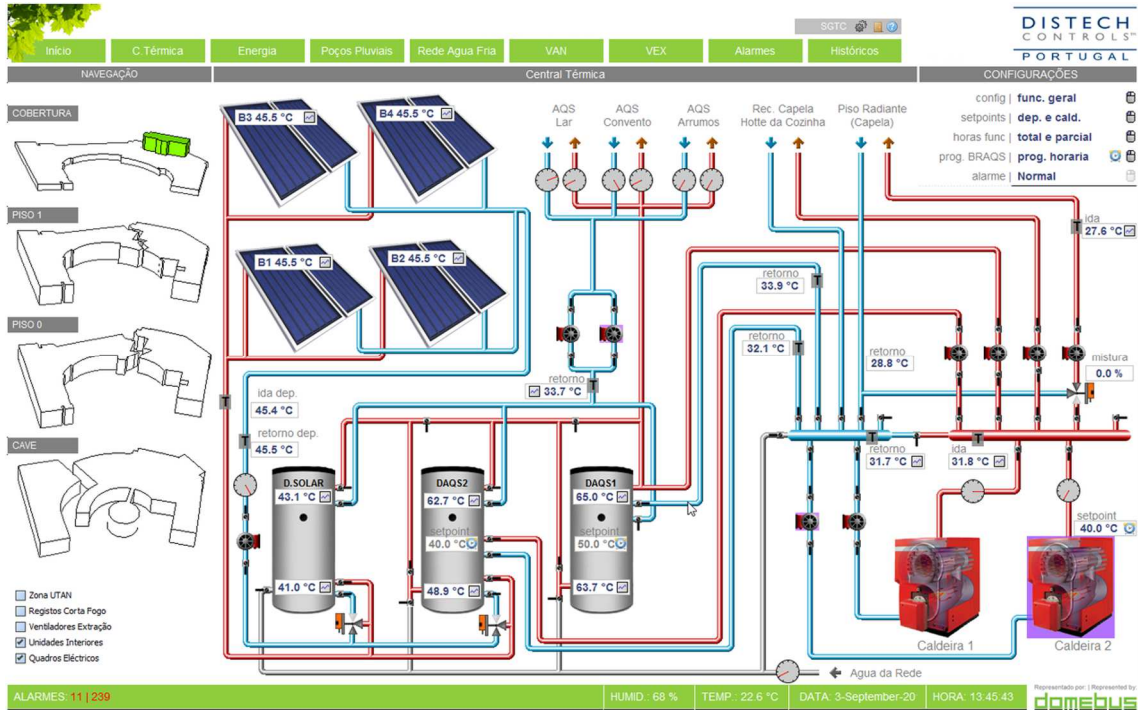 SGTC
DISTECH
CONTROLS™
PORTUGAL
Início
C.Térmica
Energia
Poços Pluviais
Rede Agua Fria
VAN
VEX
Alarmes
Históricos
NAVEGAÇÃO
Central Térmica
CONFIGURAÇÕES
COBERTURA
PISO 1
PISO 0
CAVE
Zona UTAN
Registos Corta Fogo
Ventiladores Extração
Unidades Interiores
Quadros Eléctricos
B3 45.5 °C
B4 45.5 °C
B1 45.5 °C
B2 45.5 °C
AQS
Lar
AQS
Convento
AQS
Arrumos
Rec. Capela
Hotte da Cozinha
Piso Radiante
(Capela)
config | func. geral
setpoints | dep. e cald.
horas func | total e parcial
prog. BRAQS | prog. horaria
alarme | Normal
ida
27.6 °C
retorno
33.9 °C
retorno
32.1 °C
retorno
28.8 °C
mistura
0.0 %
retorno
33.7 °C
ida dep.
45.4 °C
retorno dep.
45.5 °C
T
T
T
T
T
T
T
T
retorno
31.7 °C
ida
31.8 °C
D.SOLAR
43.1 °C
41.0 °C
DAQS2
62.7 °C
setpoint
40.0 °C
48.9 °C
DAQS1
65.0 °C
setpoint
50.0 °C
63.7 °C
setpoint
40.0 °C
Caldeira 1
Caldeira 2
Agua da Rede
ALARMES: 11 | 239
HUMID.: 68 %
TEMP.: 22.6 °C
DATA: 3-September-20
HORA: 13:45:43
Representado por: | Represented by:
domebus